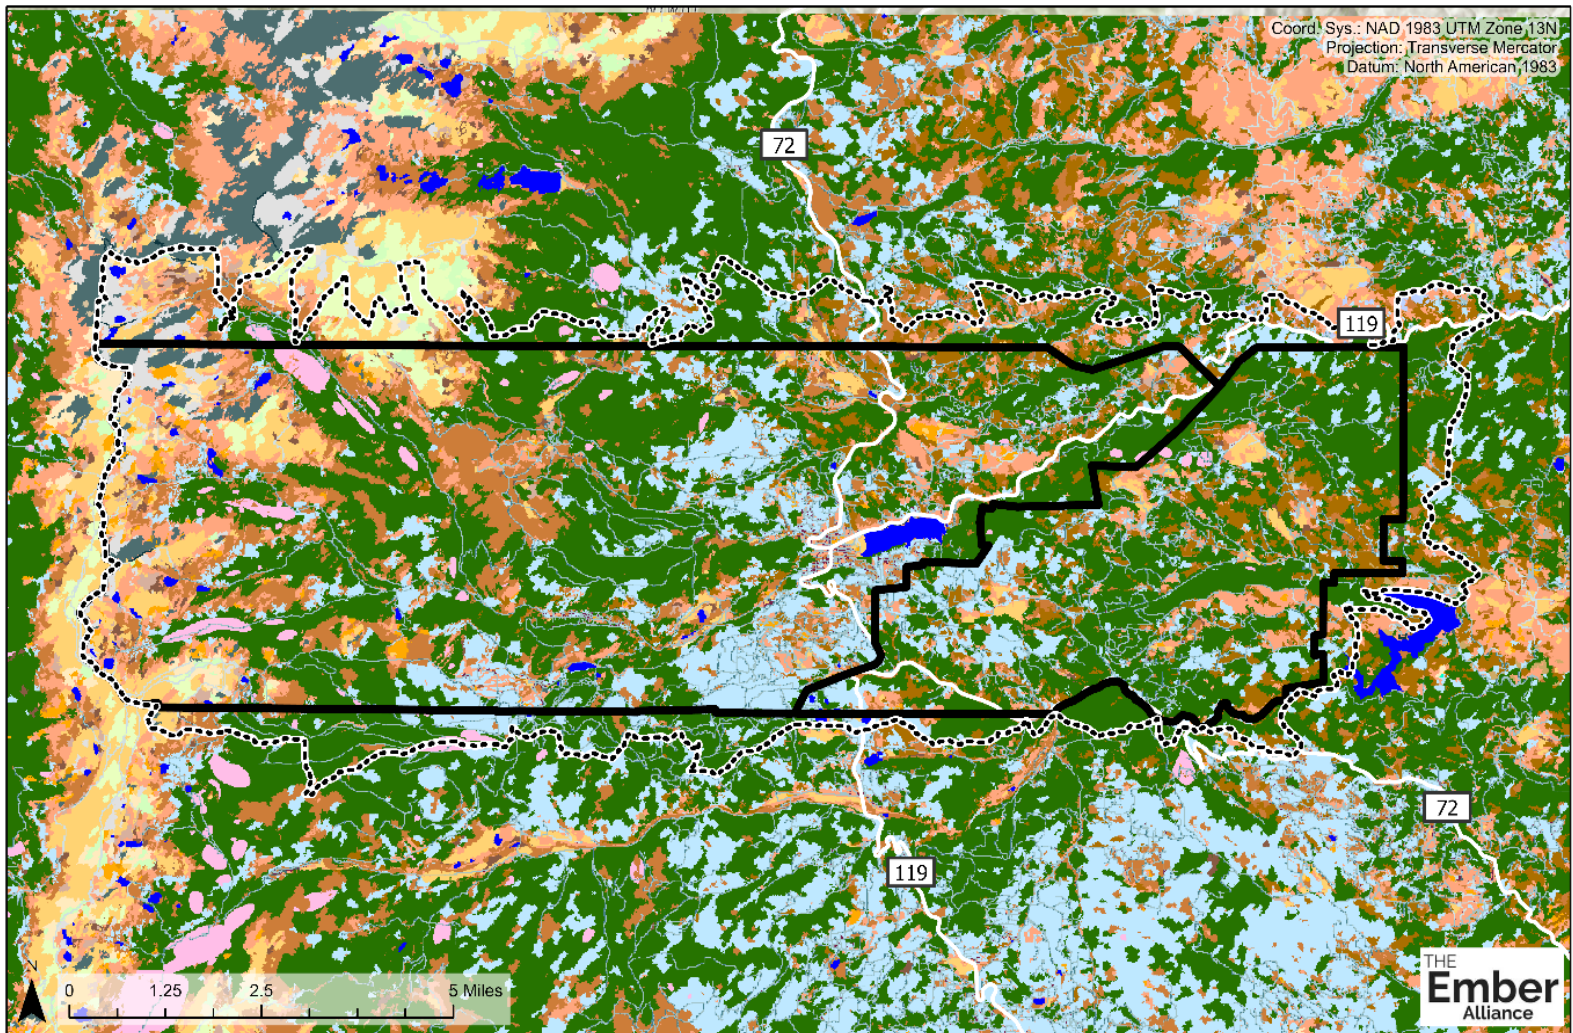 Coord. Sys.: NAD 1983 UTM Zone 13N
Projection: Transverse Mercator
Datum: North American 1983
72
119
72
119
N
0 1.25 2.5 5 Miles
THE
Ember
Alliance